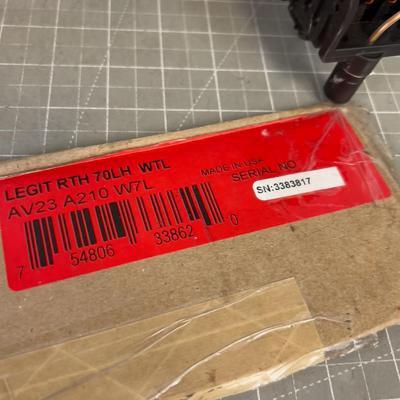 LEGIT RTH 70LH WTL
AV23 A210 W7L
MADE IN USA
SERIAL NO
SN:3383817
7 54806 33862 0